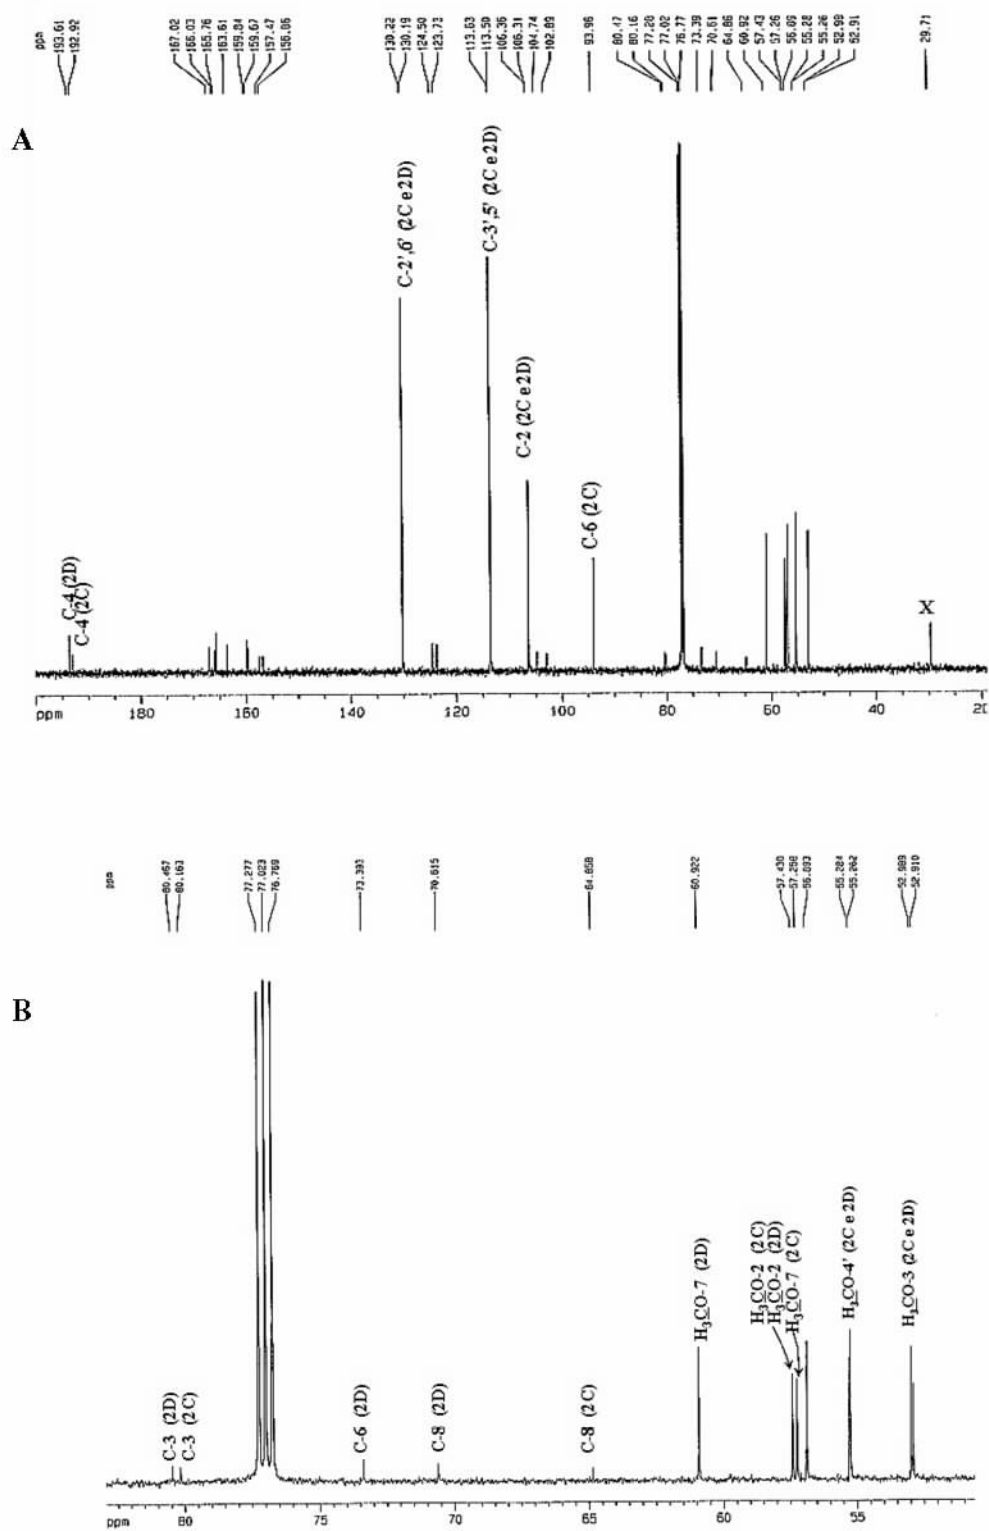 ppm
193.61
192.92
167.02
166.03
165.76
163.61
159.84
159.67
157.47
156.86
130.22
130.19
124.50
123.73
113.63
113.50
106.36
106.31
104.74
102.89
93.96
80.47
80.16
77.28
77.02
76.77
73.39
70.61
64.86
60.92
57.43
57.26
56.89
55.28
55.26
52.99
52.91
29.71
A
C-4 (2D)
C-4 (2C)
C-2',6' (2C e 2D)
C-3',5' (2C e 2D)
C-2 (2C e 2D)
C-6 (2C)
X
ppm 180 160 140 120 100 80 60 40 20
ppm
80.467
80.163
77.277
77.023
76.769
73.393
70.615
64.858
60.922
57.430
57.258
56.893
55.284
55.262
52.989
52.910
B
C-3 (2D)
C-3 (2C)
C-6 (2D)
C-8 (2D)
C-8 (2C)
H3CO-7 (2D)
H3CO-2 (2C)
H3CO-2 (2D)
H3CO-7 (2C)
H3CO-4' (2C e 2D)
H3CO-3 (2C e 2D)
ppm 80 75 70 65 60 55